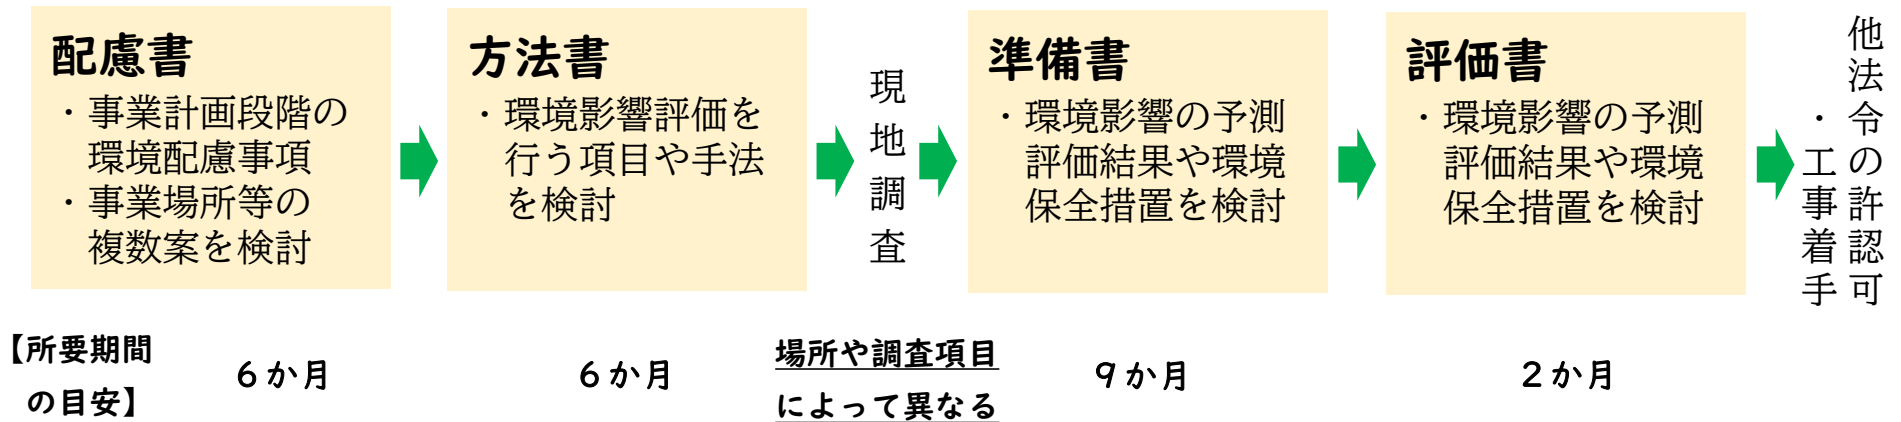 配慮書
・事業計画段階の
環境配慮事項
・事業場所等の
複数案を検討
方法書
・環境影響評価を
行う項目や手法
を検討
現地調査
準備書
・環境影響の予測
評価結果や環境
保全措置を検討
評価書
・環境影響の予測
評価結果や環境
保全措置を検討
他法令の許認可
・工事着手
【所要期間
の目安】
6か月
6か月
場所や調査項目
によって異なる
9か月
2か月